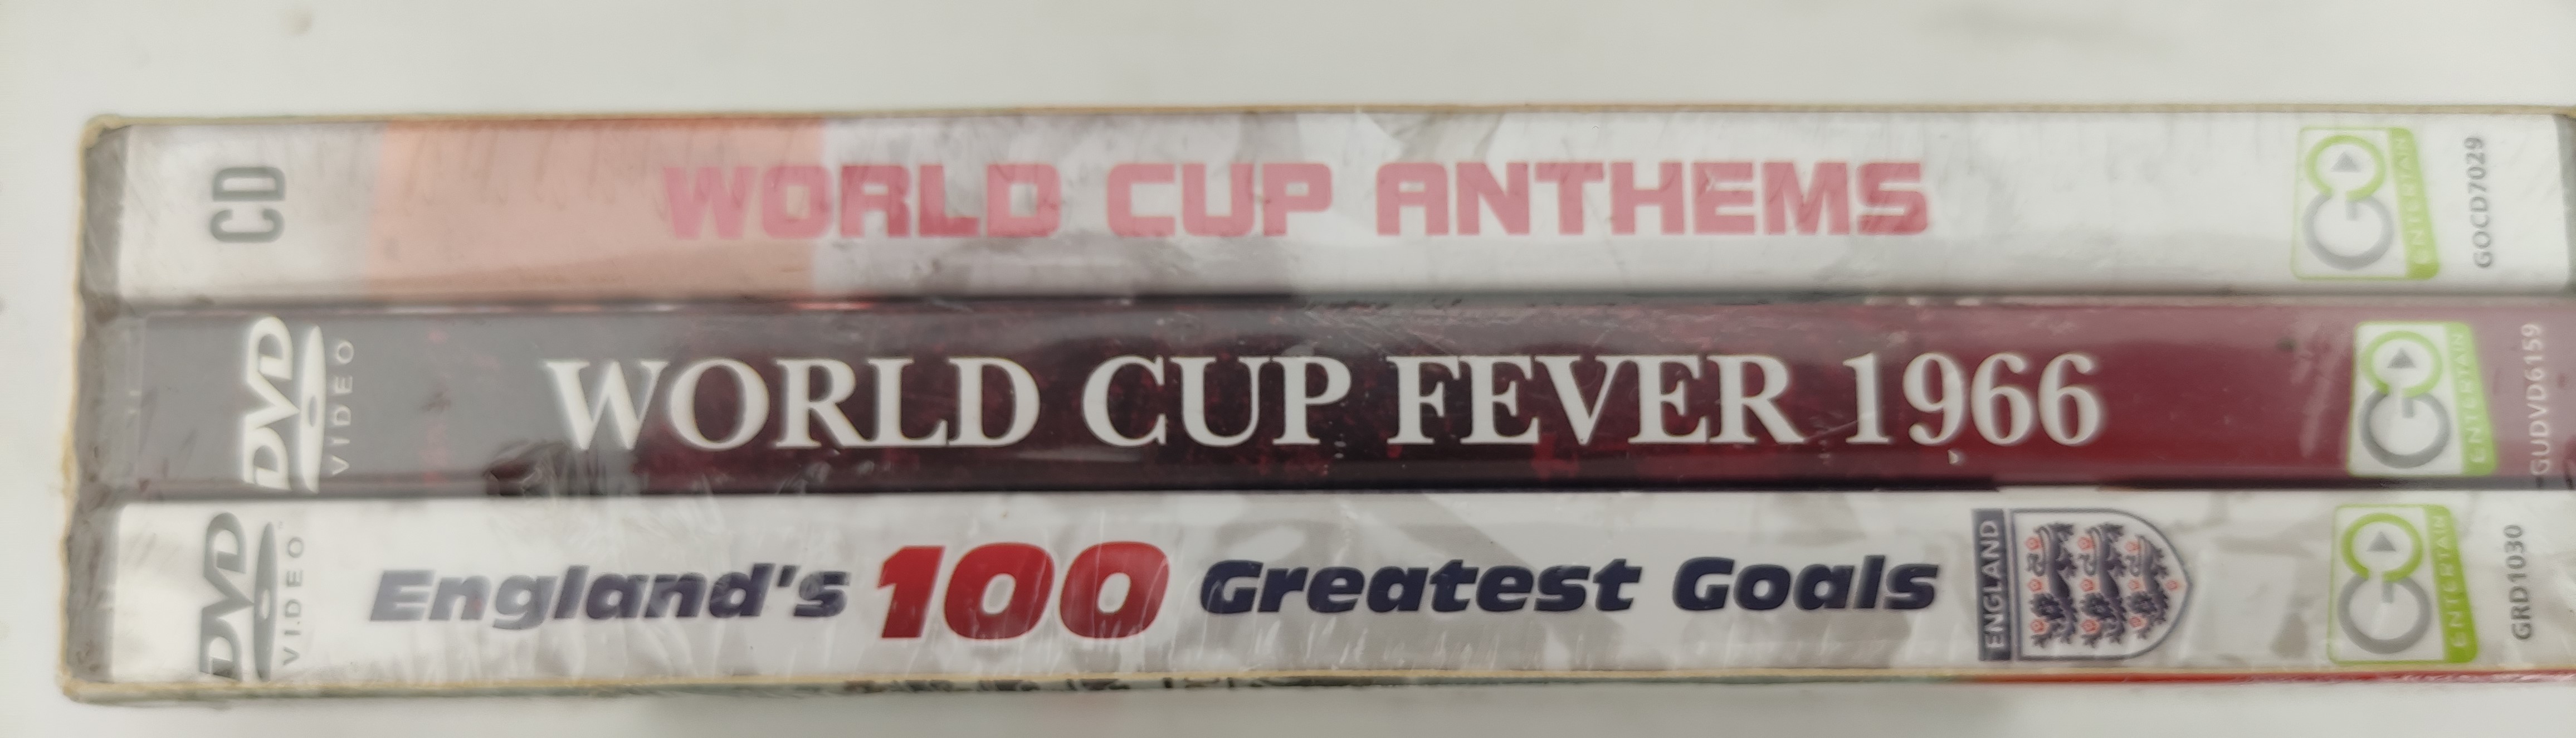 CD WORLD CUP ANTHEMS GO ENTERTAIN GOCD7029
DVD VIDEO WORLD CUP FEVER 1966 GO ENTERTAIN GUDVD6159
DVD VIDEO England's 100 Greatest Goals ENGLAND GO ENTERTAIN GRD1030